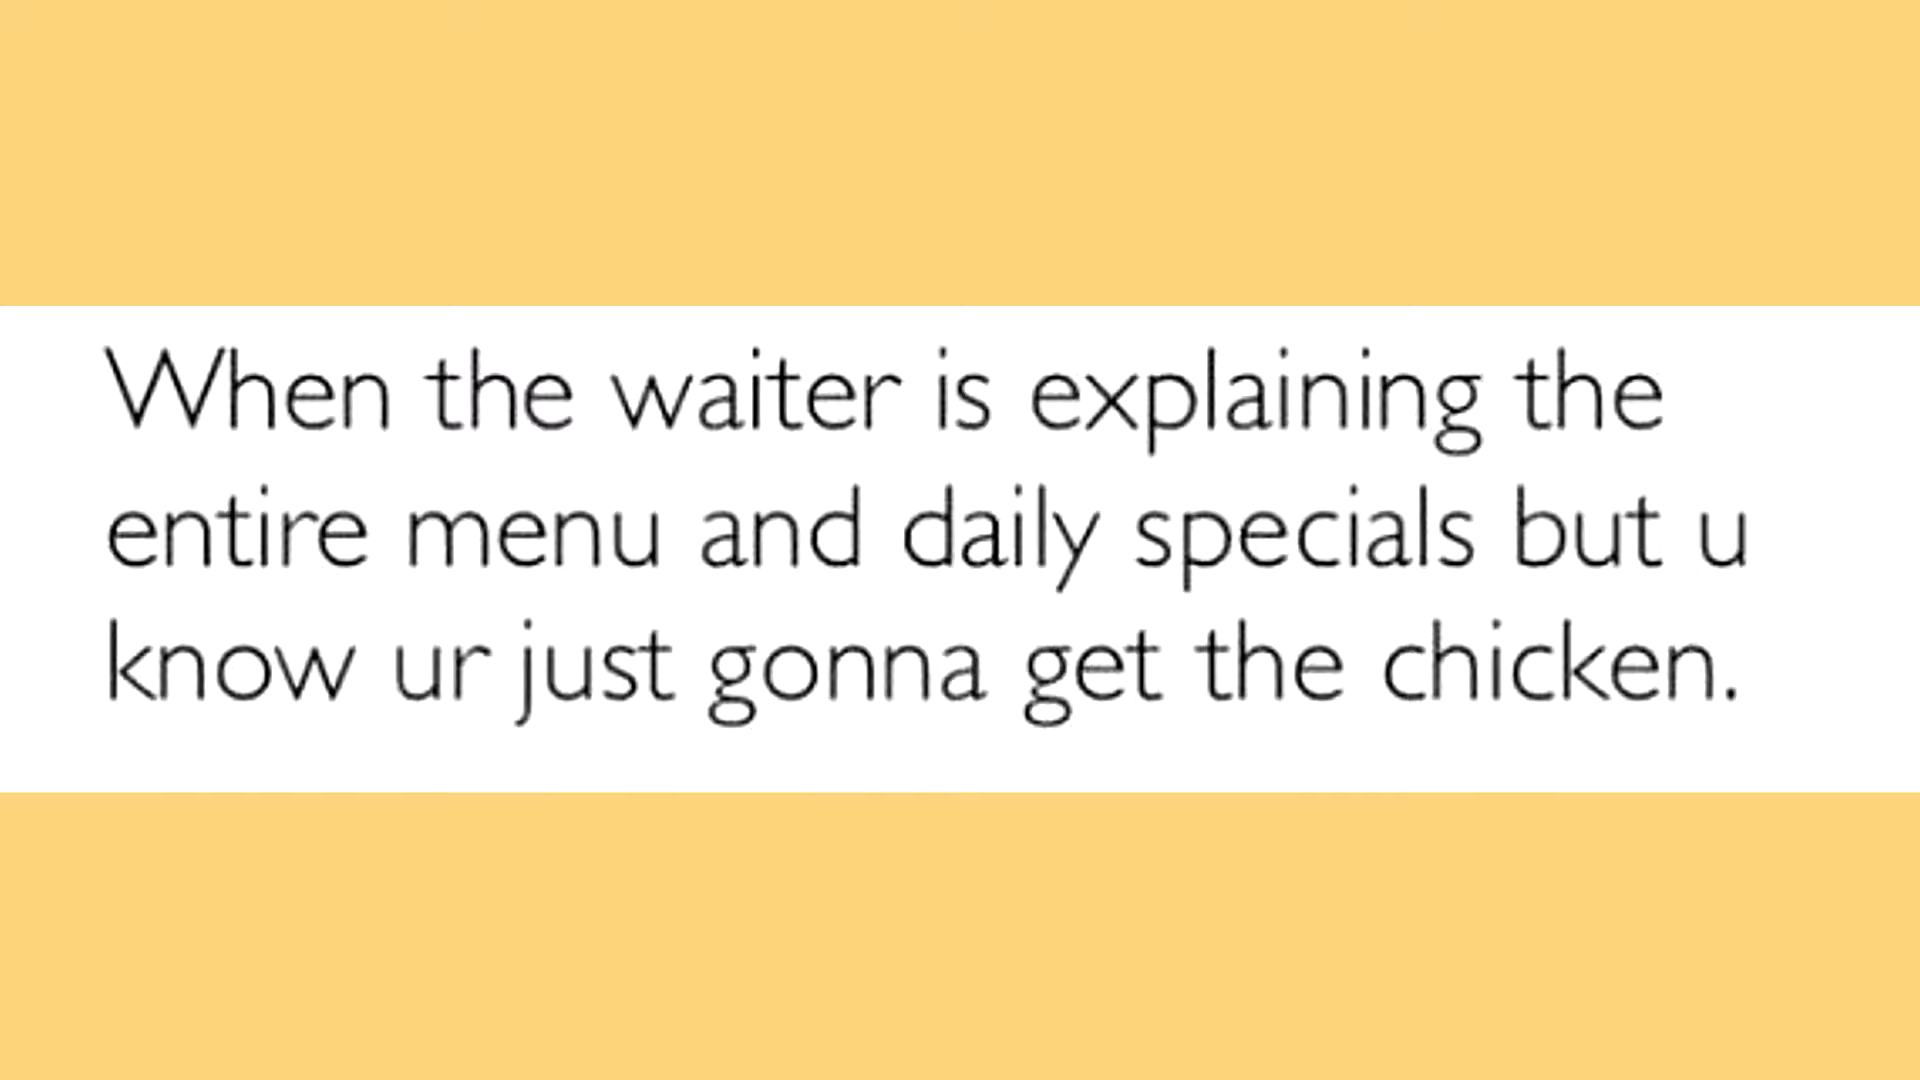 When the waiter is explaining the
entire menu and daily specials but u
know ur just gonna get the chicken.